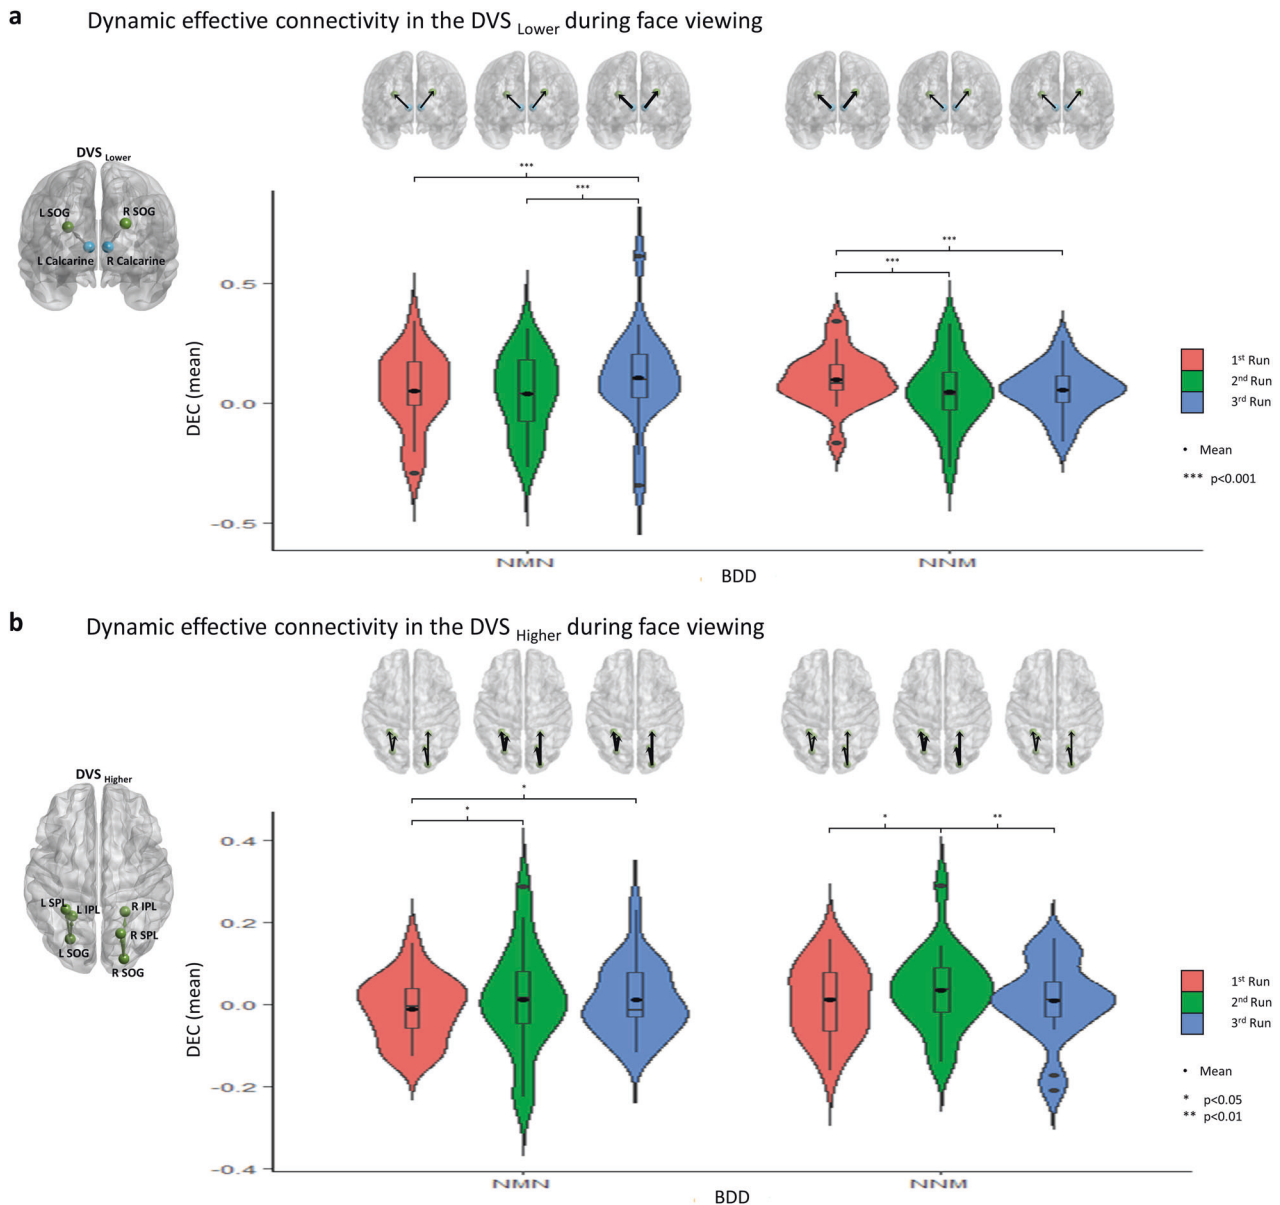 a
Dynamic effective connectivity in the DVS Lower during face viewing
DVS Lower
L SOG
R SOG
L Calcarine
R Calcarine
***
***
***
***
DEC (mean)
0.5
0.0
-0.5
NMN
NNM
BDD
1st Run
2nd Run
3rd Run
• Mean
*** p<0.001
b
Dynamic effective connectivity in the DVS Higher during face viewing
DVS Higher
L SPL
L IPL
R IPL
R SPL
L SOG
R SOG
*
*
*
**
DEC (mean)
0.4
0.2
0.0
-0.2
-0.4
NMN
NNM
BDD
1st Run
2nd Run
3rd Run
• Mean
* p<0.05
** p<0.01